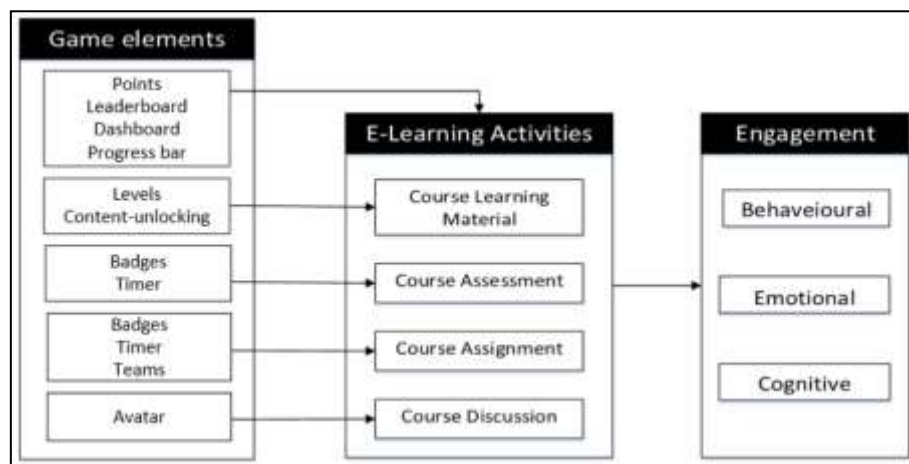 Game elements
Points
Leaderboard
Dashboard
Progress bar
Levels
Content-unlocking
Badges
Timer
Badges
Timer
Teams
Avatar
E-Learning Activities
Course Learning
Material
Course Assessment
Course Assignment
Course Discussion
Engagement
Behaveioural
Emotional
Cognitive